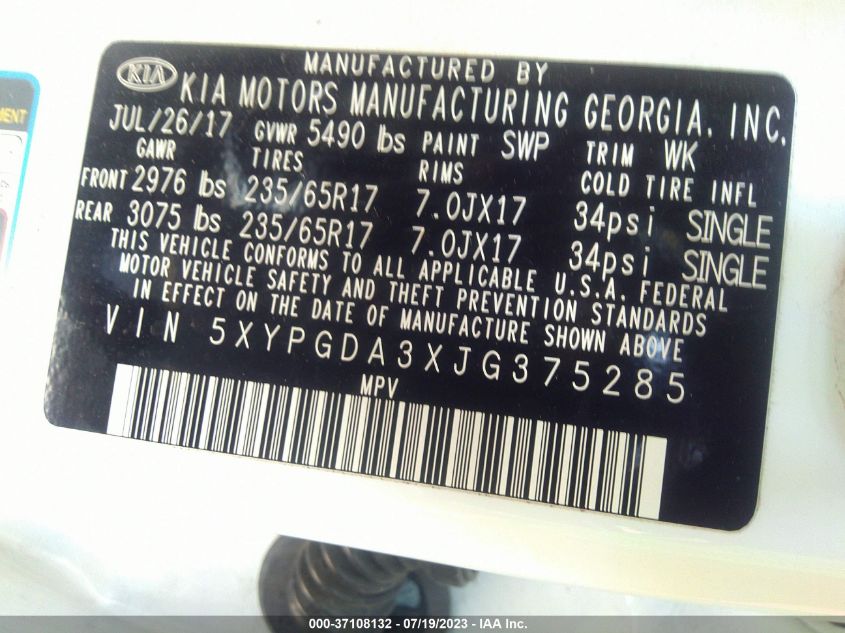 MANUFACTURED BY
KIA KIA MOTORS MANUFACTURING GEORGIA, INC.
JUL/26/17 GVWR 5490 lbs PAINT SWP TRIM WK
GAWR TIRES RIMS COLD TIRE INFL
FRONT 2976 lbs 235/65R17 7.0JX17 34psi SINGLE
REAR 3075 lbs 235/65R17 7.0JX17 34psi SINGLE
THIS VEHICLE CONFORMS TO ALL APPLICABLE U.S.A. FEDERAL
MOTOR VEHICLE SAFETY AND THEFT PREVENTION STANDARDS
IN EFFECT ON THE DATE OF MANUFACTURE SHOWN ABOVE
VIN 5XYPGDA3XJG375285
MPV
000-37108132 - 07/19/2023 - IAA Inc.